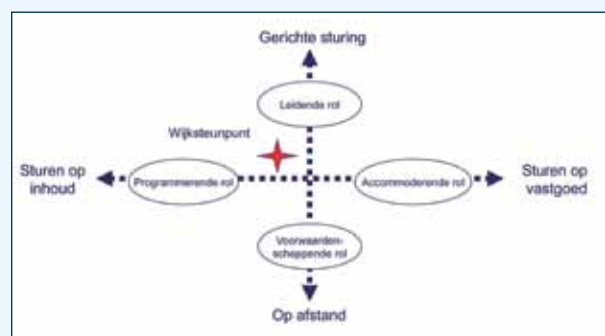 Gerichte sturing
Leidende rol
Wijksteunpunt
Sturen op
inhoud
Programmerende rol
Accommoderende rol
Sturen op
vastgoed
Voorwaarden-
scheppende rol
Op afstand